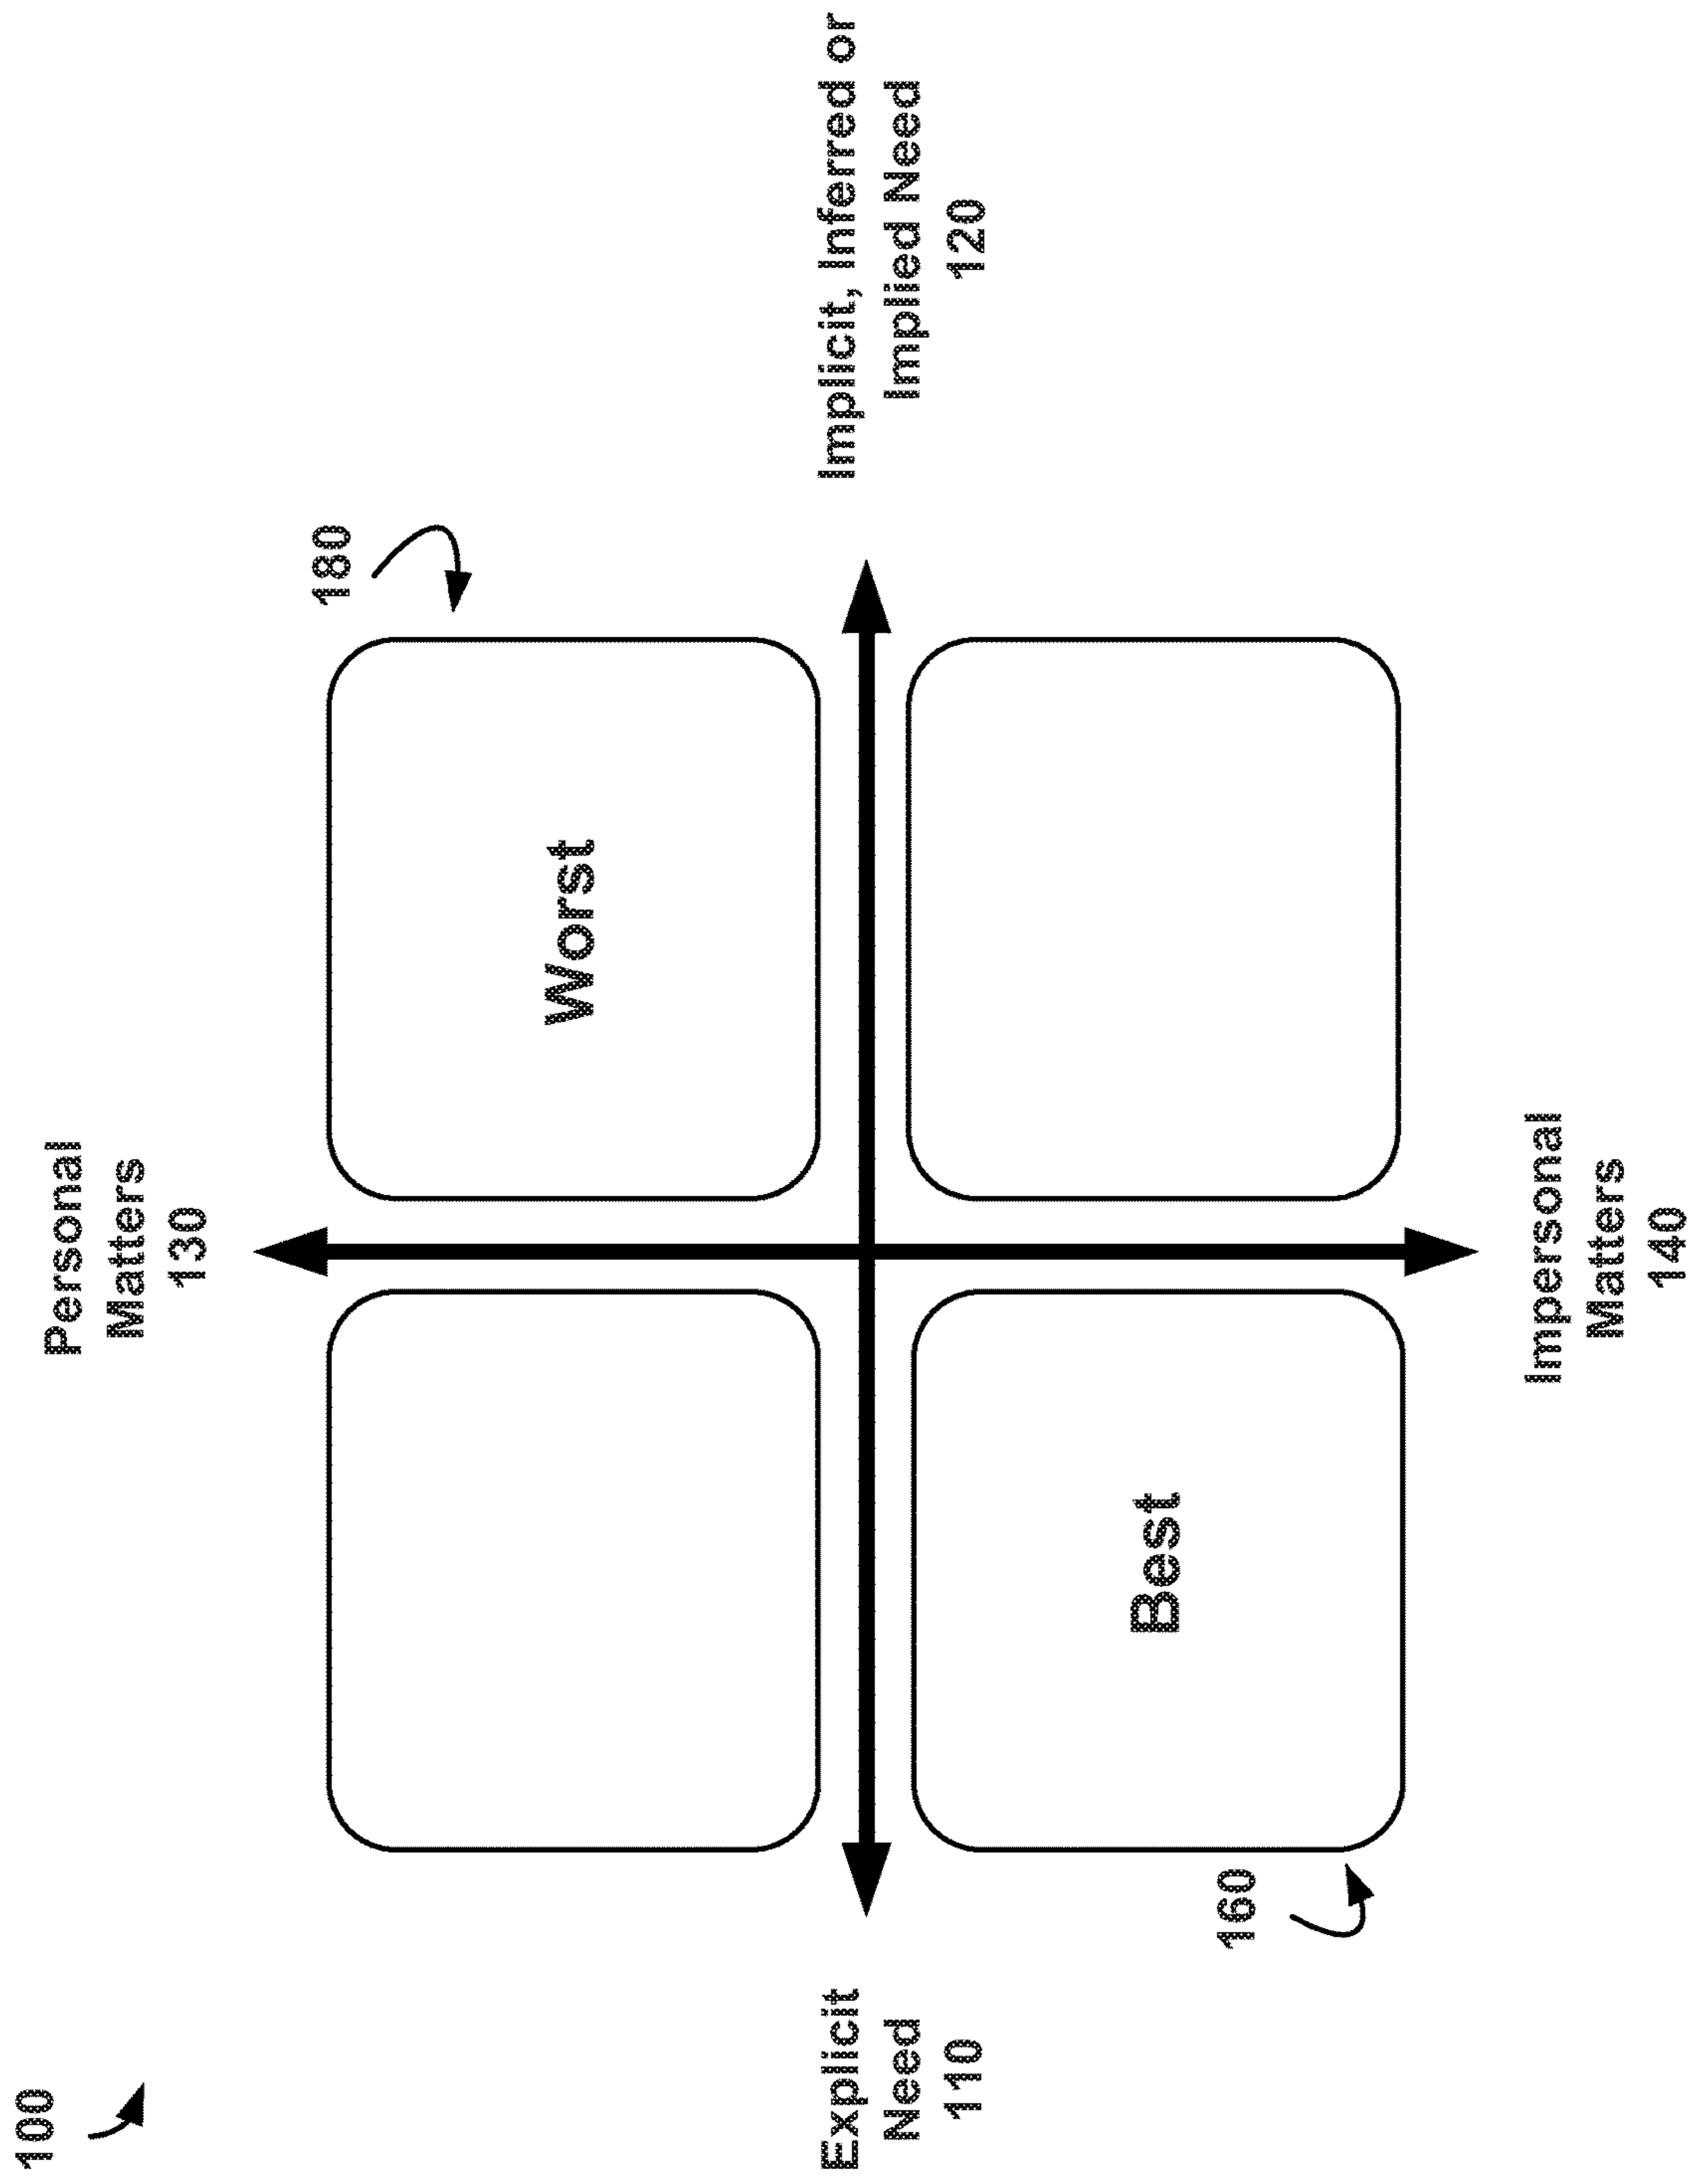 100
Personal
Matters
130
180
Worst
Explicit
Need
110
Implicit, Inferred or
Implied Need
120
Best
160
Impersonal
Matters
140